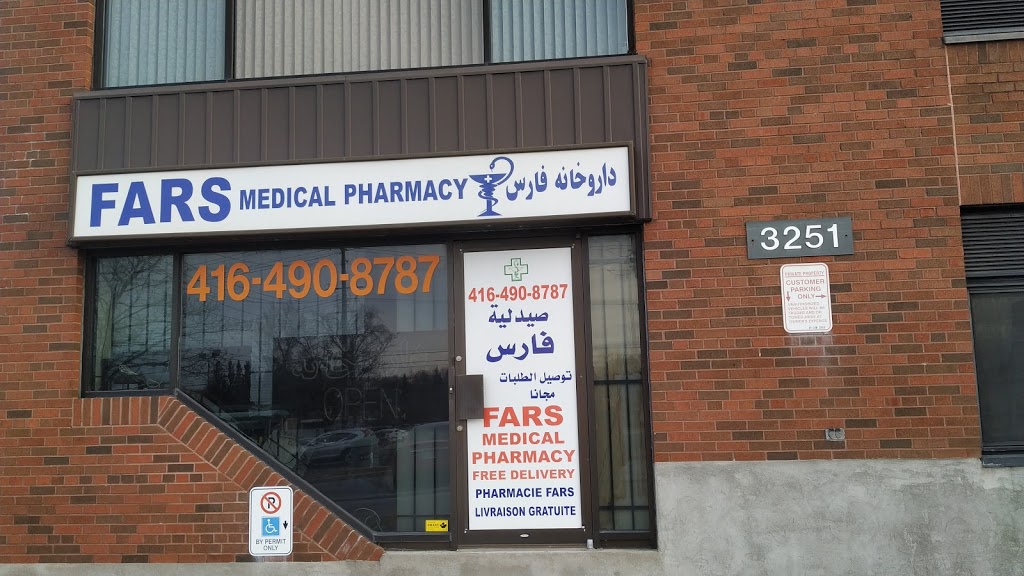 FARS MEDICAL PHARMACY داروخانه فارس
416-490-8787
3251
CUSTOMER
PARKING
ONLY
416-490-8787
صيدلية
فارس
توصيل الطلبات
مجانا
FARS
MEDICAL
PHARMACY
FREE DELIVERY
PHARMACIE FARS
LIVRAISON GRATUITE
OPEN
P
BY PERMIT
ONLY